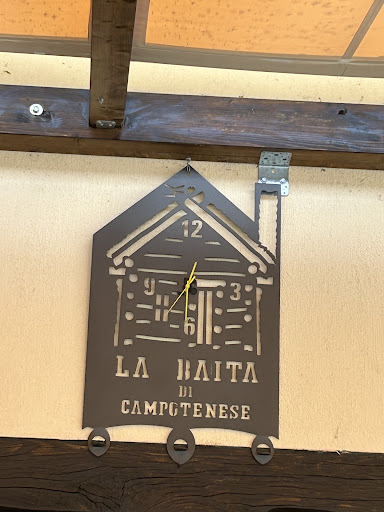 12
9 3
6
LA BAITA
DI
CAMPOTENESE